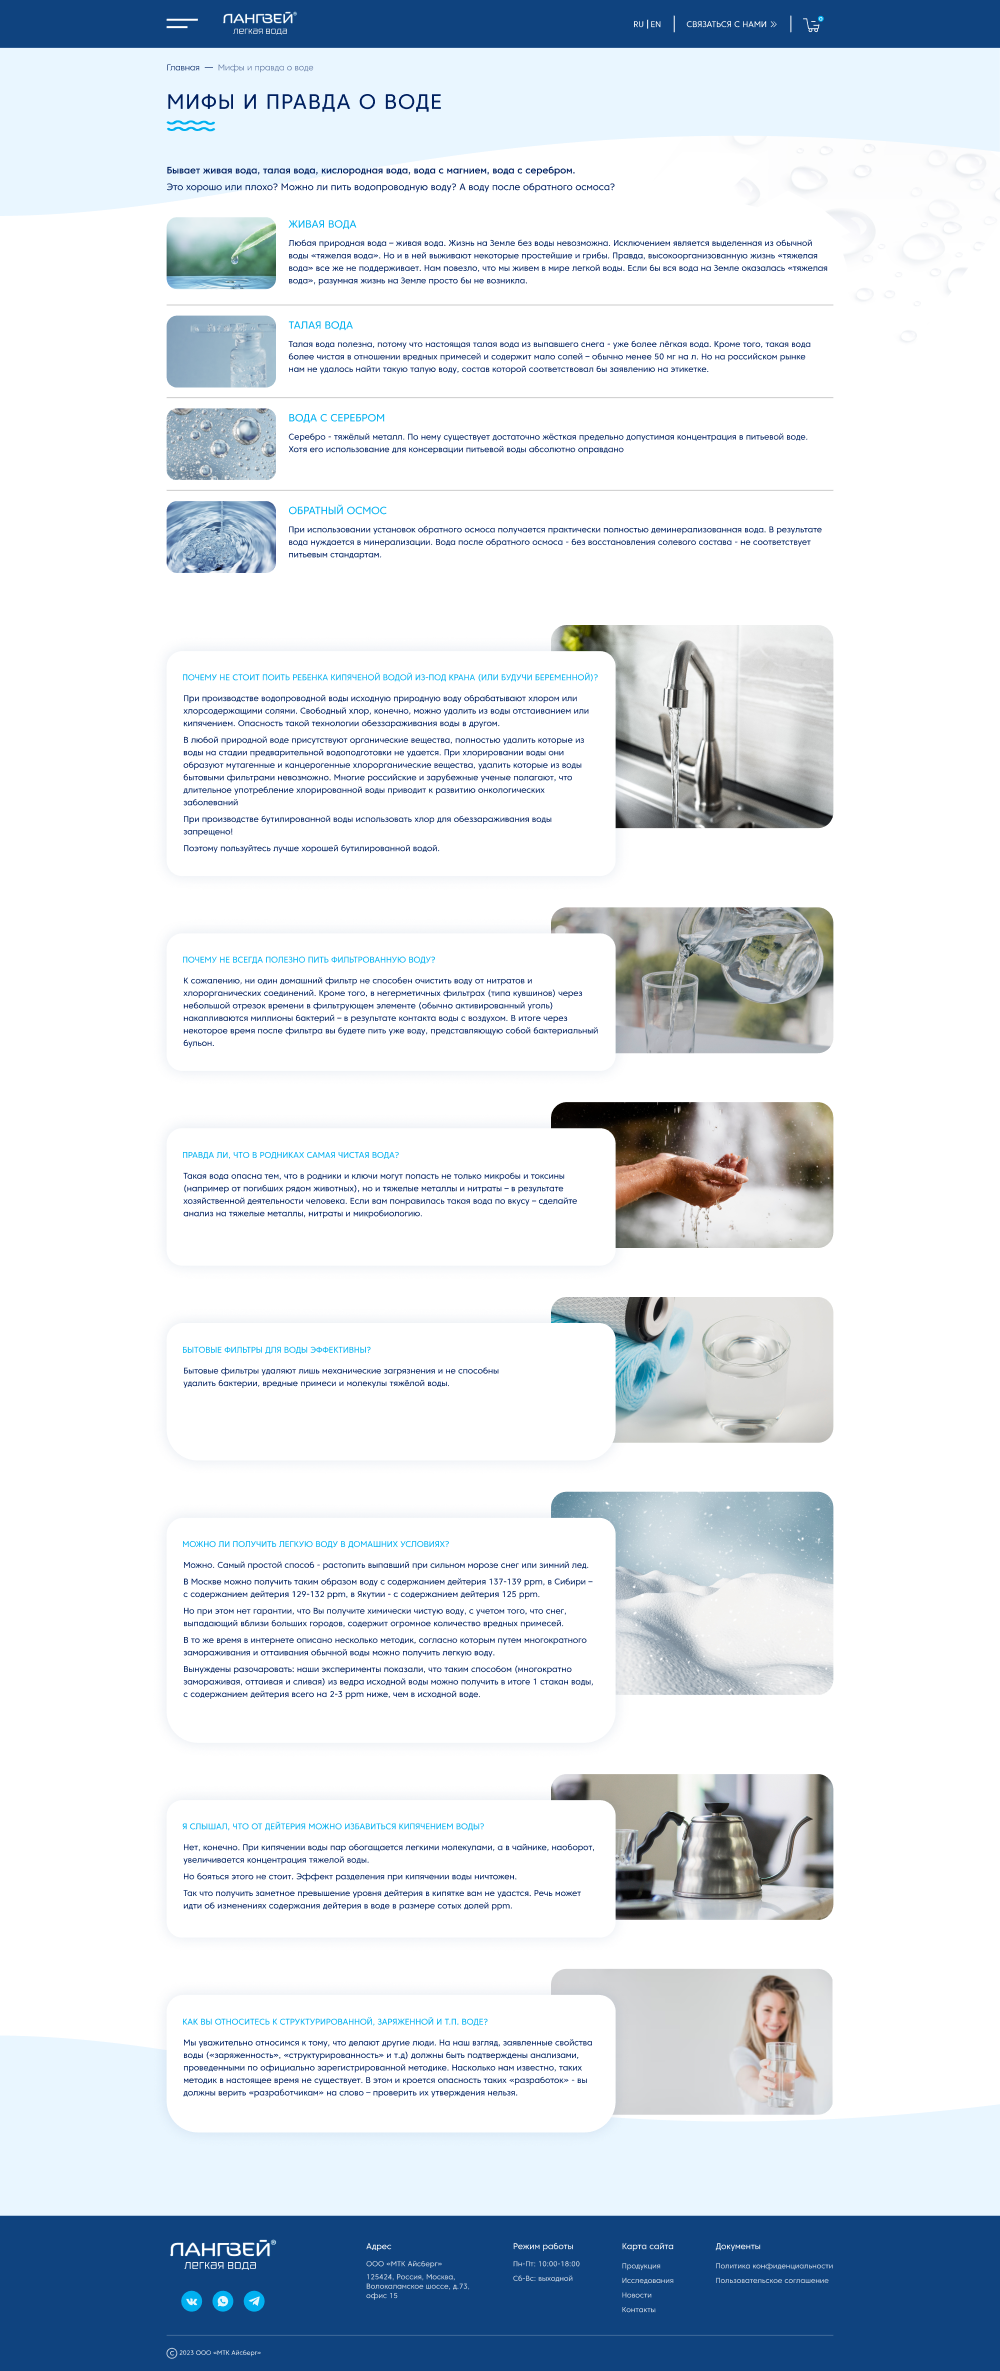 ЛАНГВЕЙ®
легкая вода
RU | EN
СВЯЗАТЬСЯ С НАМИ
0
Главная — Мифы и правда о воде
МИФЫ И ПРАВДА О ВОДЕ
Бывает живая вода, талая вода, кислородная вода, вода с магнием, вода с серебром.
Это хорошо или плохо? Можно ли пить водопроводную воду? А воду после обратного осмоса?
ЖИВАЯ ВОДА
Любая природная вода – живая вода. Жизнь на Земле без воды невозможна. Исключением является выделенная из обычной
воды «тяжелая вода». Но и в ней выживают некоторые простейшие и грибы. Правда, высокоорганизованную жизнь «тяжелая
вода» все же не поддерживает. Нам повезло, что мы живем в мире легкой воды. Если бы вся вода на Земле оказалась «тяжелая
вода», разумная жизнь на Земле просто бы не возникла.
ТАЛАЯ ВОДА
Талая вода полезна, потому что настоящая талая вода из выпавшего снега - уже более лёгкая вода. Кроме того, такая вода
более чистая в отношении вредных примесей и содержит мало солей – обычно менее 50 мг на л. Но на российском рынке
нам не удалось найти такую талую воду, состав которой соответствовал бы заявлению на этикетке.
ВОДА С СЕРЕБРОМ
Серебро - тяжёлый металл. По нему существует достаточно жёсткая предельно допустимая концентрация в питьевой воде.
Хотя его использование для консервации питьевой воды абсолютно оправдано
ОБРАТНЫЙ ОСМОС
При использовании установок обратного осмоса получается практически полностью деминерализованная вода. В результате
вода нуждается в минерализации. Вода после обратного осмоса - без восстановления солевого состава - не соответствует
питьевым стандартам.
ПОЧЕМУ НЕ СТОИТ ПОИТЬ РЕБЕНКА КИПЯЧЕНОЙ ВОДОЙ ИЗ-ПОД КРАНА (ИЛИ БУДУЧИ БЕРЕМЕННОЙ)?
При производстве водопроводной воды исходную природную воду обрабатывают хлором или
хлорсодержащими солями. Свободный хлор, конечно, можно удалить из воды отстаиванием или
кипячением. Опасность такой технологии обеззараживания воды в другом.
В любой природной воде присутствуют органические вещества, полностью удалить которые из
воды на стадии предварительной водоподготовки не удается. При хлорировании воды они
образуют мутагенные и канцерогенные хлорорганические вещества, удалить которые из воды
бытовыми фильтрами невозможно. Многие российские и зарубежные ученые полагают, что
длительное употребление хлорированной воды приводит к развитию онкологических
заболеваний
При производстве бутилированной воды использовать хлор для обеззараживания воды
запрещено!
Поэтому пользуйтесь лучше хорошей бутилированной водой.
ПОЧЕМУ НЕ ВСЕГДА ПОЛЕЗНО ПИТЬ ФИЛЬТРОВАННУЮ ВОДУ?
К сожалению, ни один домашний фильтр не способен очистить воду от нитратов и
хлорорганических соединений. Кроме того, в негерметичных фильтрах (типа кувшинов) через
небольшой отрезок времени в фильтрующем элементе (обычно активированный уголь)
накапливаются миллионы бактерий – в результате контакта воды с воздухом. В итоге через
некоторое время после фильтра вы будете пить уже воду, представляющую собой бактериальный
бульон.
ПРАВДА ЛИ, ЧТО В РОДНИКАХ САМАЯ ЧИСТАЯ ВОДА?
Такая вода опасна тем, что в родники и ключи могут попасть не только микробы и токсины
(например от погибших рядом животных), но и тяжелые металлы и нитраты – в результате
хозяйственной деятельности человека. Если вам понравилась такая вода по вкусу – сделайте
анализ на тяжелые металлы, нитраты и микробиологию.
БЫТОВЫЕ ФИЛЬТРЫ ДЛЯ ВОДЫ ЭФФЕКТИВНЫ?
Бытовые фильтры удаляют лишь механические загрязнения и не способны
удалить бактерии, вредные примеси и молекулы тяжёлой воды.
МОЖНО ЛИ ПОЛУЧИТЬ ЛЕГКУЮ ВОДУ В ДОМАШНИХ УСЛОВИЯХ?
Можно. Самый простой способ - растопить выпавший при сильном морозе снег или зимний лед.
В Москве можно получить таким образом воду с содержанием дейтерия 137-139 ppm, в Сибири –
с содержанием дейтерия 129-132 ppm, в Якутии - с содержанием дейтерия 125 ppm.
Но при этом нет гарантии, что Вы получите химически чистую воду, с учетом того, что снег,
выпадающий вблизи больших городов, содержит огромное количество вредных примесей.
В то же время в интернете описано несколько методик, согласно которым путем многократного
замораживания и оттаивания обычной воды можно получить легкую воду.
Вынуждены разочаровать: наши эксперименты показали, что таким способом (многократно
замораживая, оттаивая и сливая) из ведра исходной воды можно получить в итоге 1 стакан воды,
с содержанием дейтерия всего на 2-3 ppm ниже, чем в исходной воде.
Я СЛЫШАЛ, ЧТО ОТ ДЕЙТЕРИЯ МОЖНО ИЗБАВИТЬСЯ КИПЯЧЕНИЕМ ВОДЫ?
Нет, конечно. При кипячении воды пар обогащается легкими молекулами, а в чайнике, наоборот,
увеличивается концентрация тяжелой воды.
Но бояться этого не стоит. Эффект разделения при кипячении воды ничтожен.
Так что получить заметное превышение уровня дейтерия в кипятке вам не удастся. Речь может
идти об изменениях содержания дейтерия в воде в размере сотых долей ppm.
КАК ВЫ ОТНОСИТЕСЬ К СТРУКТУРИРОВАННОЙ, ЗАРЯЖЕННОЙ И Т.П. ВОДЕ?
Мы уважительно относимся к тому, что делают другие люди. На наш взгляд, заявленные свойства
воды («заряженность», «структурированность» и т.д) должны быть подтверждены анализами,
проведенными по официально зарегистрированной методике. Насколько нам известно, таких
методик в настоящее время не существует. В этом и кроется опасность таких «разработок» - вы
должны верить «разработчикам» на слово – проверить их утверждения нельзя.
ЛАНГВЕЙ®
легкая вода
Адрес
ООО «МТК Айсберг»
125424, Россия, Москва,
Волоколамское шоссе, д.73,
офис 15
Режим работы
Пн-Пт: 10:00-18:00
Сб-Вс: выходной
Карта сайта
Продукция
Исследования
Новости
Контакты
Документы
Политика конфиденциальности
Пользовательское соглашение
© 2023 ООО «МТК Айсберг»